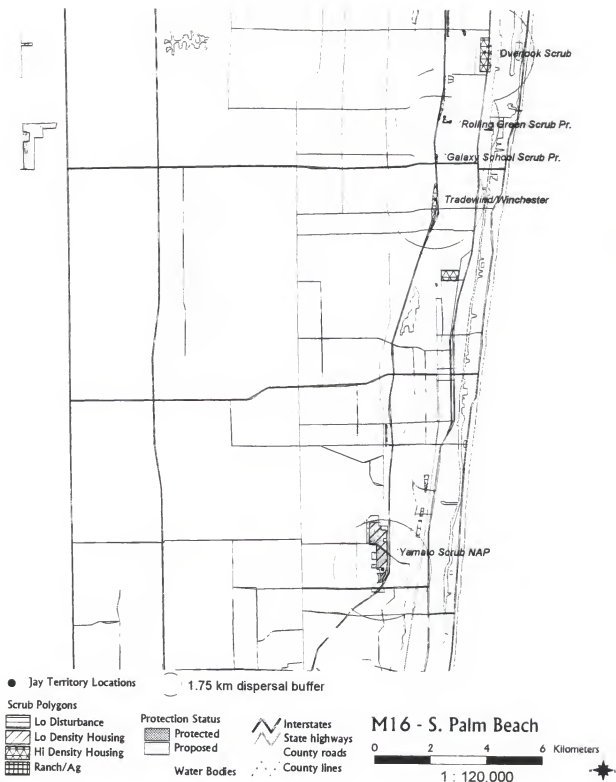 Overlook Scrub
Rolling Green Scrub Pr.
Galaxy School Scrub Pr.
Tradewind/Winchester
Yamato Scrub NAP
Jay Territory Locations
1.75 km dispersal buffer
Scrub Polygons
Lo Disturbance
Lo Density Housing
Hi Density Housing
Ranch/Ag
Protection Status
Protected
Proposed
Water Bodies
Interstates
State highways
County roads
County lines
M16 - S. Palm Beach
0 2 4 6 Kilometers
1 : 120,000